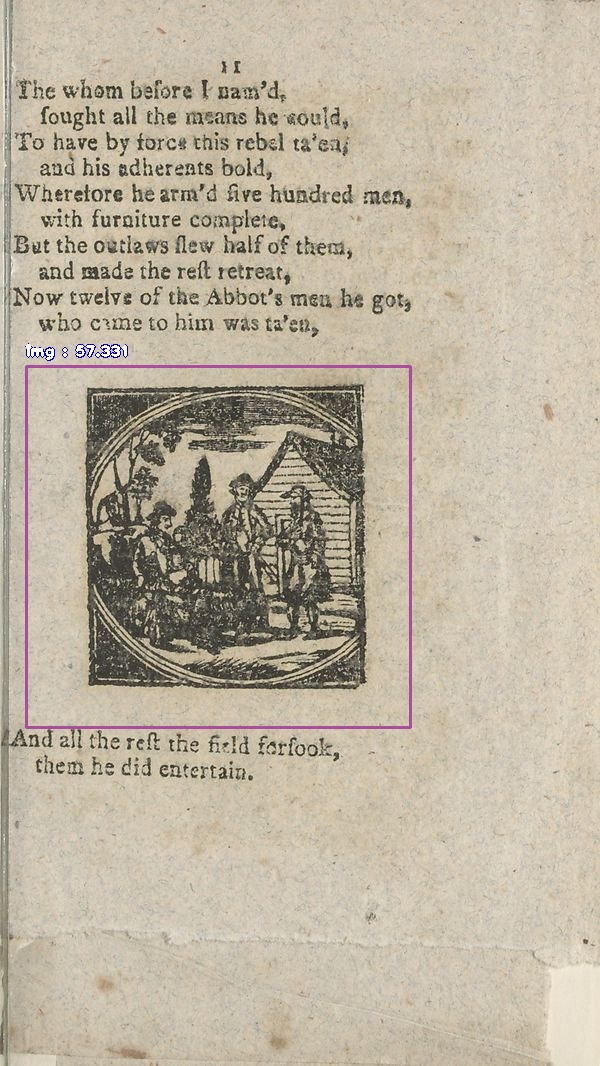 11
The whom before I nam'd,
ſought all the means he could,
To have by force this rebel ta'en,
and his adherents bold,
Wherefore he arm'd five hundred men,
with furniture complete,
But the outlaws ſlew half of them,
and made the reſt retreat,
Now twelve of the Abbot's men he got,
who came to him was ta'en,
img : 57.331
And all the reſt the field forſook,
them he did entertain.